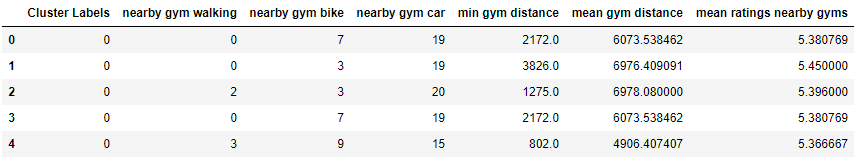 Cluster Labels nearby gym walking nearby gym bike nearby gym car min gym distance mean gym distance mean ratings nearby gyms
0 0 0 7 19 2172.0 6073.538462 5.380769
1 0 0 3 19 3826.0 6976.409091 5.450000
2 0 2 3 20 1275.0 6978.080000 5.396000
3 0 0 7 19 2172.0 6073.538462 5.380769
4 0 3 9 15 802.0 4906.407407 5.366667